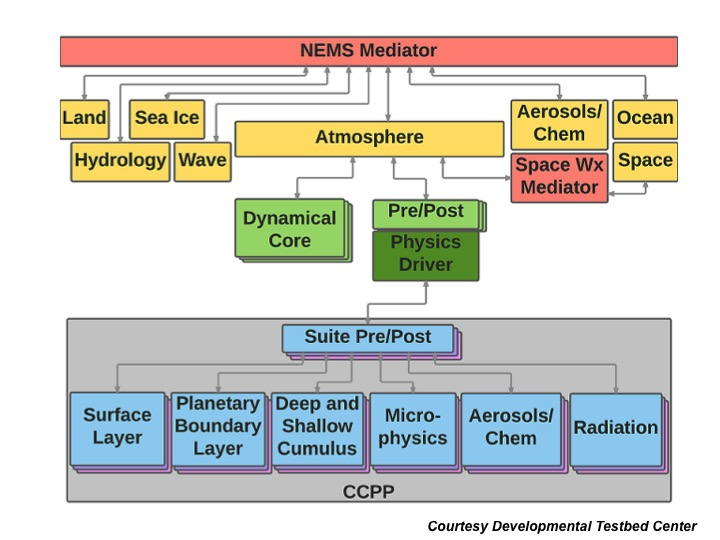 NEMS Mediator
Land
Sea Ice
Hydrology
Wave
Atmosphere
Aerosols/
Chem
Ocean
Space Wx
Mediator
Space
Dynamical
Core
Pre/Post
Physics
Driver
Suite Pre/Post
Surface
Layer
Planetary
Boundary
Layer
Deep and
Shallow
Cumulus
Micro-
physics
Aerosols/
Chem
Radiation
CCPP
Courtesy Developmental Testbed Center